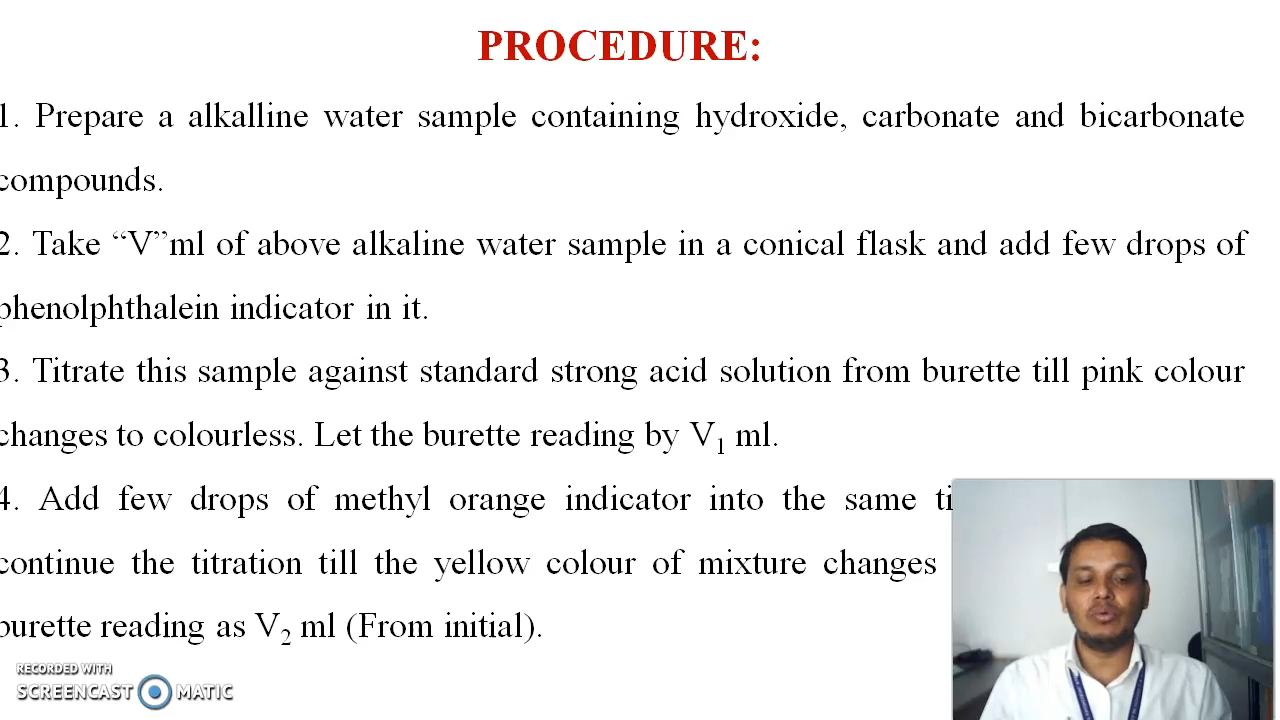 PROCEDURE:
1. Prepare a alkalline water sample containing hydroxide, carbonate and bicarbonate
compounds.
2. Take “V”ml of above alkaline water sample in a conical flask and add few drops of
phenolphthalein indicator in it.
3. Titrate this sample against standard strong acid solution from burette till pink colour
changes to colourless. Let the burette reading by V₁ ml.
4. Add few drops of methyl orange indicator into the same
continue the titration till the yellow colour of mixture changes
burette reading as V₂ ml (From initial).
RECORDED WITH
SCREENCAST MATIC